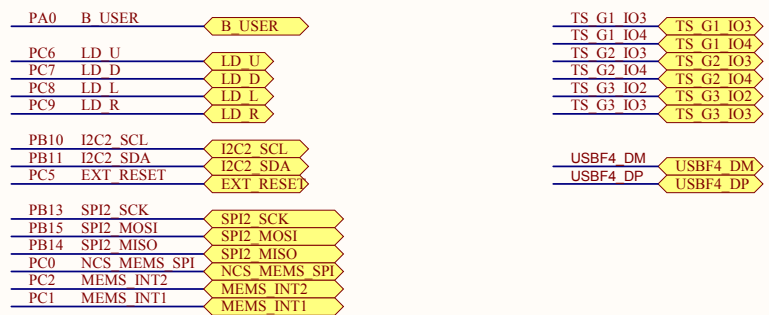 PA0 B_USER B_USER
PC6 LD_U LD_U
PC7 LD_D LD_D
PC8 LD_L LD_L
PC9 LD_R LD_R
PB10 I2C2_SCL I2C2_SCL
PB11 I2C2_SDA I2C2_SDA
PC5 EXT_RESET EXT_RESET
PB13 SPI2_SCK SPI2_SCK
PB15 SPI2_MOSI SPI2_MOSI
PB14 SPI2_MISO SPI2_MISO
PC0 NCS_MEMS_SPI NCS_MEMS_SPI
PC2 MEMS_INT2 MEMS_INT2
PC1 MEMS_INT1 MEMS_INT1
TS_G1_IO3 TS_G1_IO3
TS_G1_IO4 TS_G1_IO4
TS_G2_IO3 TS_G2_IO3
TS_G2_IO4 TS_G2_IO4
TS_G3_IO2 TS_G3_IO2
TS_G3_IO3 TS_G3_IO3
USBF4_DM USBF4_DM
USBF4_DP USBF4_DP